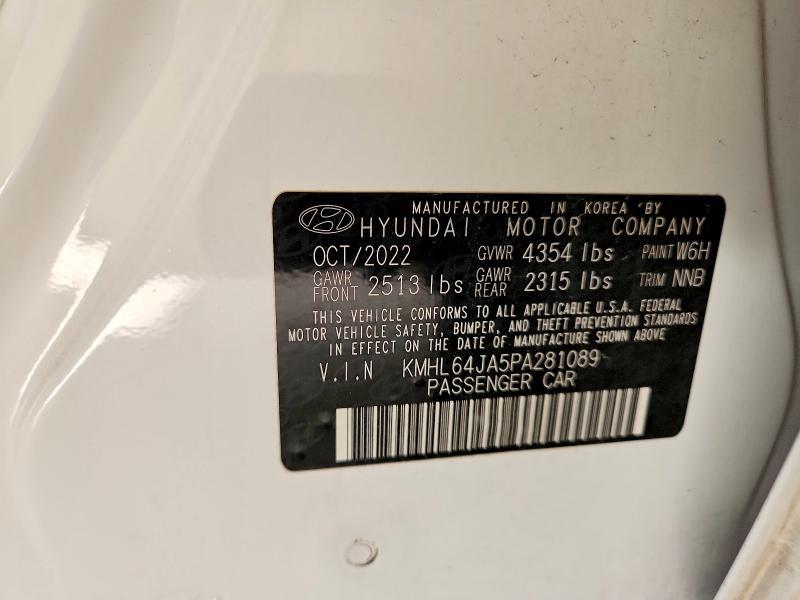 MANUFACTURED IN KOREA BY
HYUNDAI MOTOR COMPANY
OCT/2022 GVWR 4354 lbs PAINT W6H
GAWR FRONT 2513 lbs GAWR REAR 2315 lbs TRIM NNB
THIS VEHICLE CONFORMS TO ALL APPLICABLE U.S.A. FEDERAL
MOTOR VEHICLE SAFETY, BUMPER, AND THEFT PREVENTION STANDARDS
IN EFFECT ON THE DATE OF MANUFACTURE SHOWN ABOVE
V.I.N KMHL64JA5PA281089
PASSENGER CAR